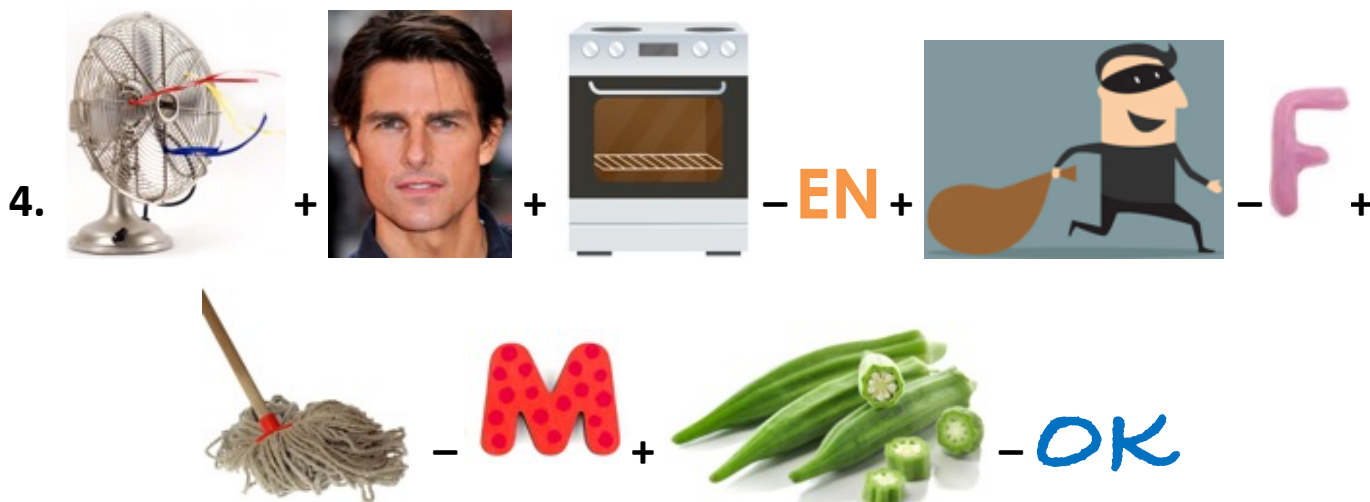 4. + + – EN + – F +
– M + – OK